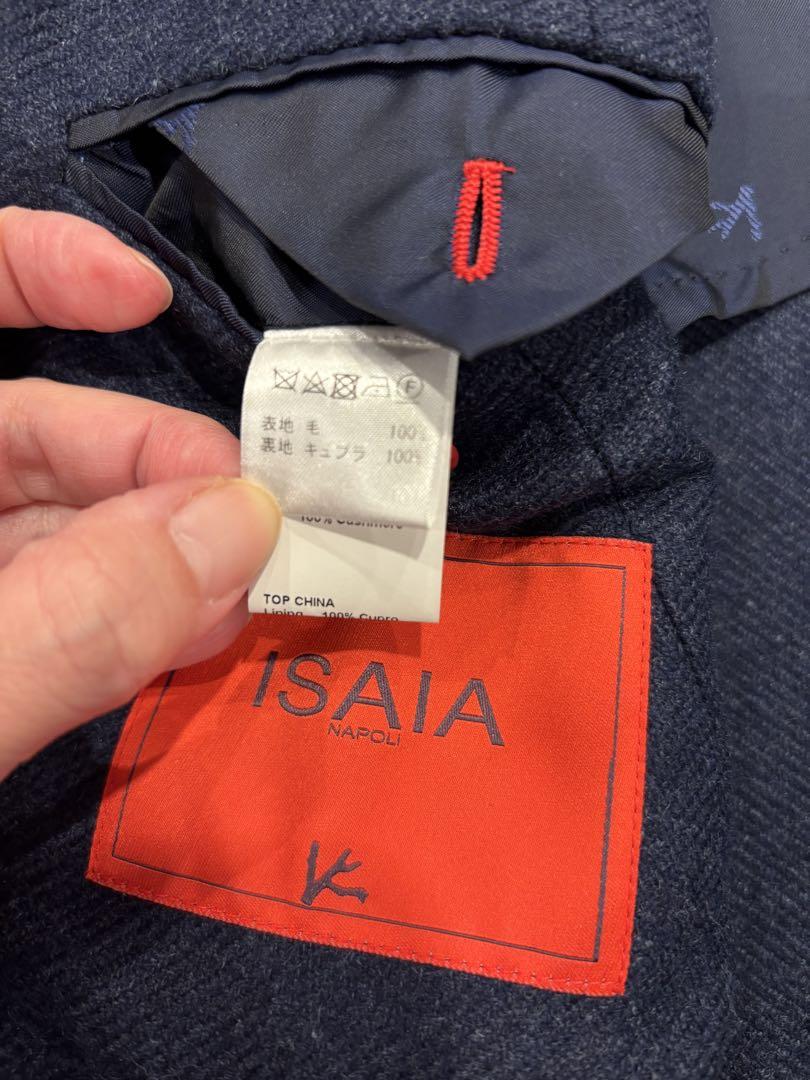 F
表地 毛 100%
裏地 キュプラ 100%
100% Cashmere
TOP CHINA
Lining 100% Cupro
ISAIA
NAPOLi